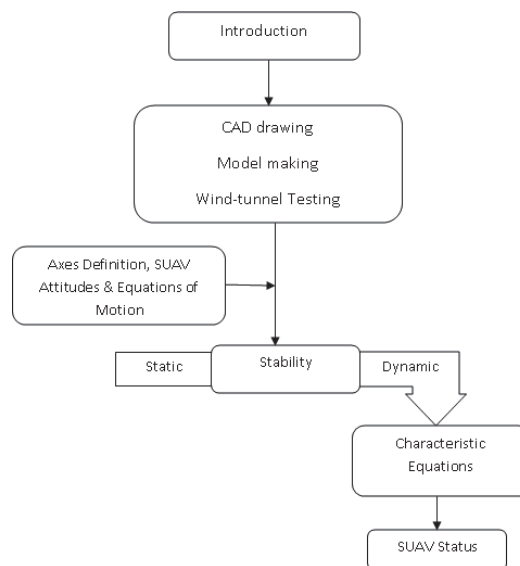 Introduction
CAD drawing
Model making
Wind-tunnel Testing
Axes Definition, SUAV
Attitudes & Equations of
Motion
Static
Stability
Dynamic
Characteristic
Equations
SUAV Status